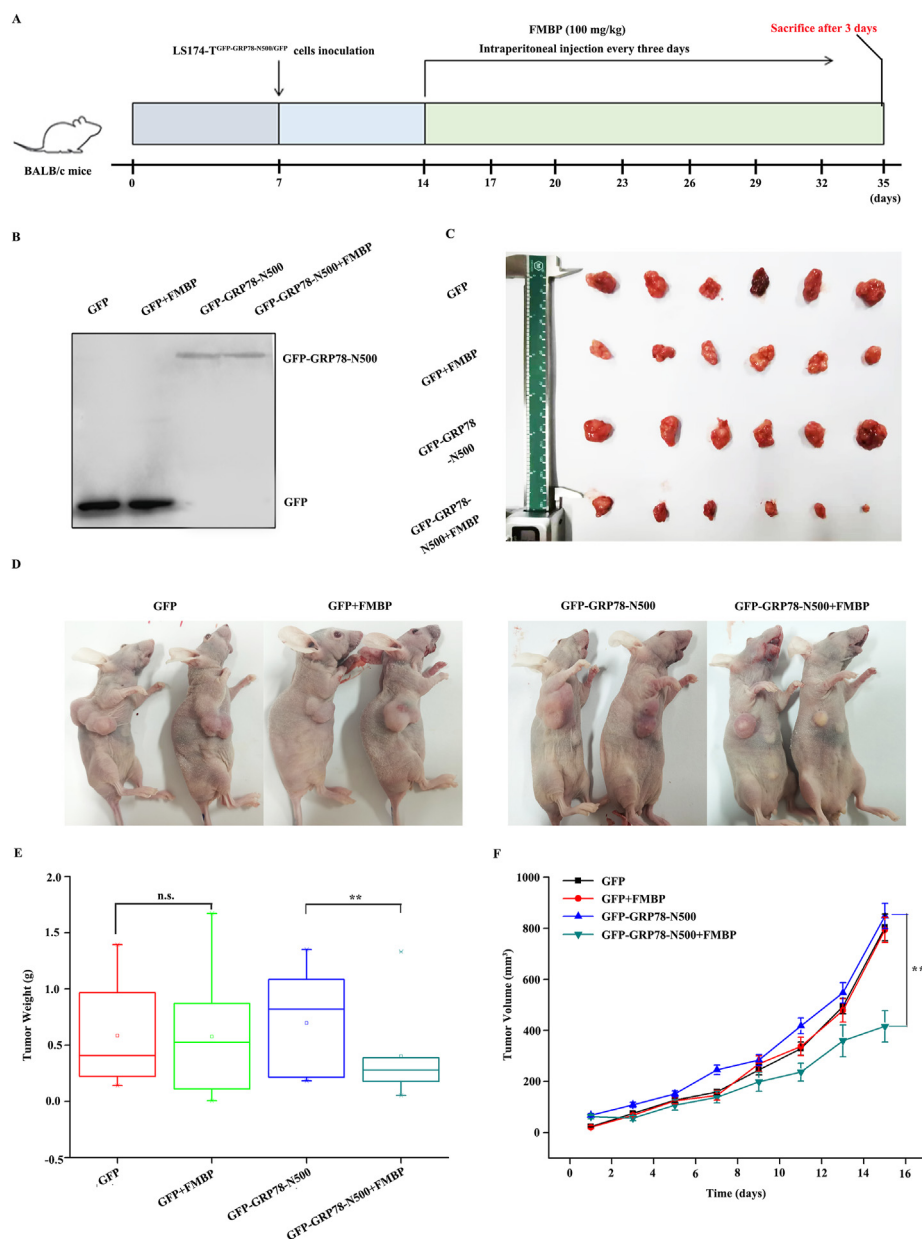 A
LS174-T^GFP-GRP78-N500/GFP cells inoculation
FMBP (100 mg/kg)
Intraperitoneal injection every three days
Sacrifice after 3 days
BALB/c mice
0 7 14 17 20 23 26 29 32 35
(days)
B
GFP
GFP+FMBP
GFP-GRP78-N500
GFP-GRP78-N500+FMBP
GFP-GRP78-N500
GFP
C
GFP
GFP+FMBP
GFP-GRP78
-N500
GFP-GRP78-
N500+FMBP
D
GFP
GFP+FMBP
GFP-GRP78-N500
GFP-GRP78-N500+FMBP
E
Tumor Weight (g)
2.0
1.5
1.0
0.5
0.0
-0.5
n.s.
**
GFP
GFP+FMBP
GFP-GRP78-N500
GFP-GRP78-N500+FMBP
F
Tumor Volume (mm³)
1000
800
600
400
200
0
GFP
GFP+FMBP
GFP-GRP78-N500
GFP-GRP78-N500+FMBP
**
0 2 4 6 8 10 12 14 16
Time (days)